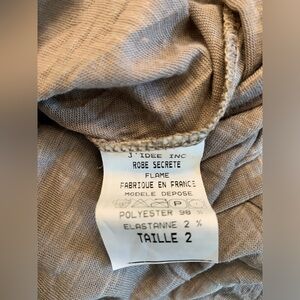 J'IDEE INC
ROBE SECRETE
FLAME
FABRIQUE EN FRANCE
MODELE DEPOSE
P
POLYESTER 98 %
ELASTANNE 2 %
TAILLE 2